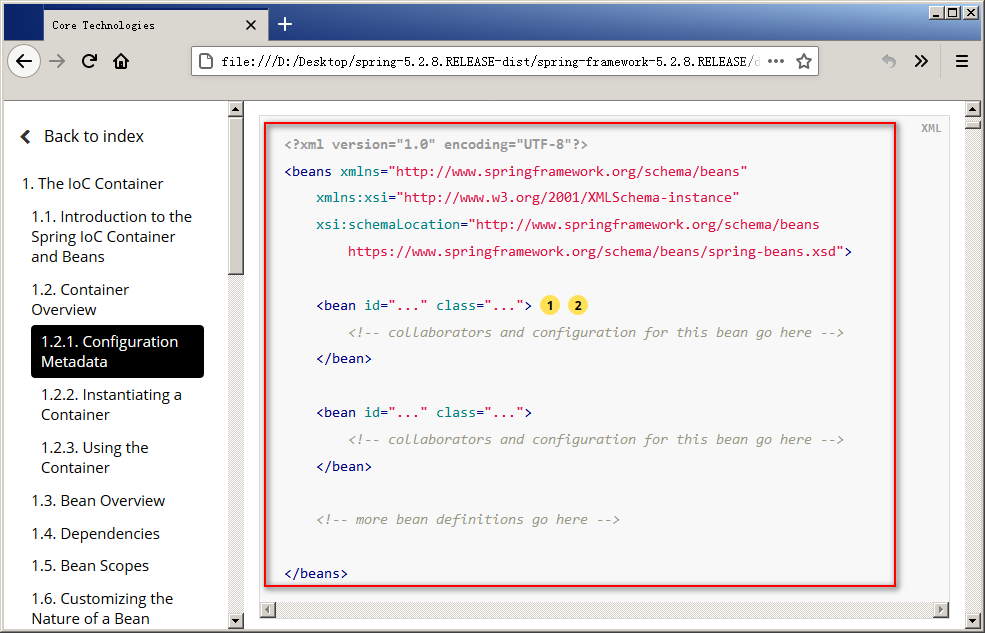 Core Technologies
file:///D:/Desktop/spring-5.2.8.RELEASE-dist/spring-framework-5.2.8.RELEASE/d
Back to index
1. The IoC Container
1.1. Introduction to the
Spring IoC Container
and Beans
1.2. Container
Overview
1.2.1. Configuration
Metadata
1.2.2. Instantiating a
Container
1.2.3. Using the
Container
1.3. Bean Overview
1.4. Dependencies
1.5. Bean Scopes
1.6. Customizing the
Nature of a Bean
XML
<?xml version="1.0" encoding="UTF-8"?>
<beans xmlns="http://www.springframework.org/schema/beans"
    xmlns:xsi="http://www.w3.org/2001/XMLSchema-instance"
    xsi:schemaLocation="http://www.springframework.org/schema/beans
        https://www.springframework.org/schema/beans/spring-beans.xsd">
    <bean id="..." class="..."> 1 2
        <!-- collaborators and configuration for this bean go here -->
    </bean>
    <bean id="..." class="...">
        <!-- collaborators and configuration for this bean go here -->
    </bean>
    <!-- more bean definitions go here -->
</beans>